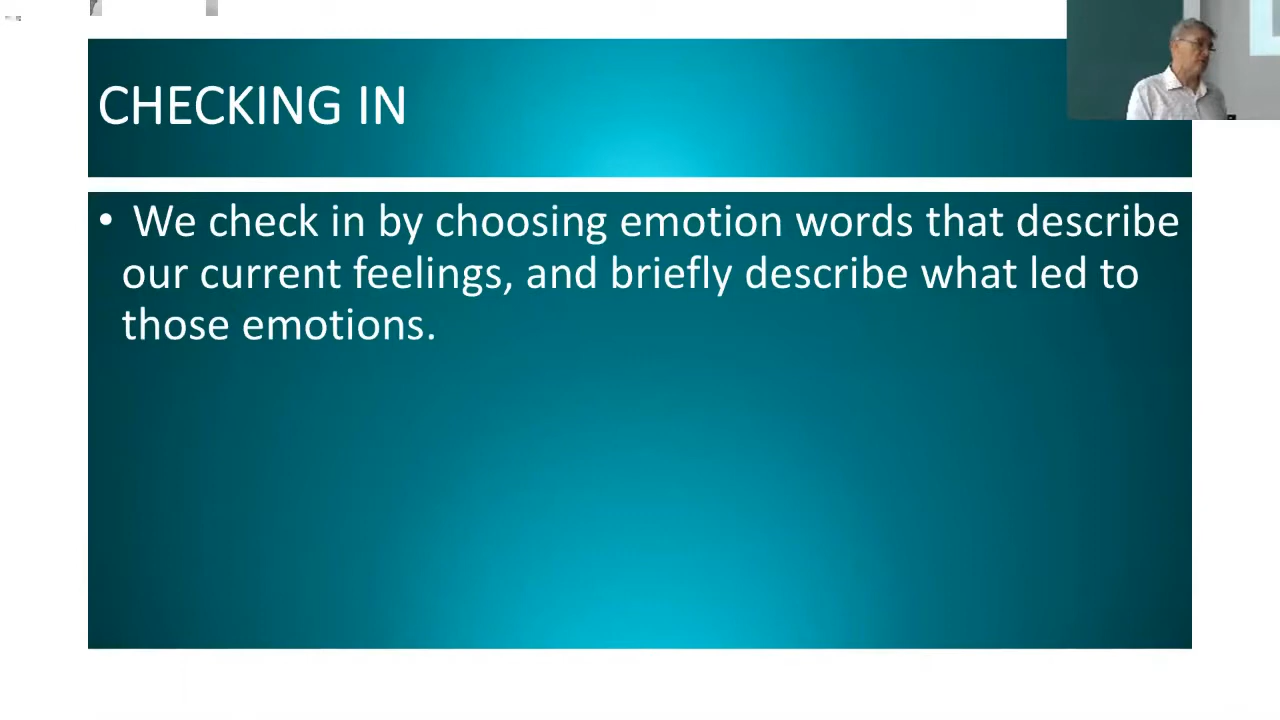 CHECKING IN
• We check in by choosing emotion words that describe
our current feelings, and briefly describe what led to
those emotions.